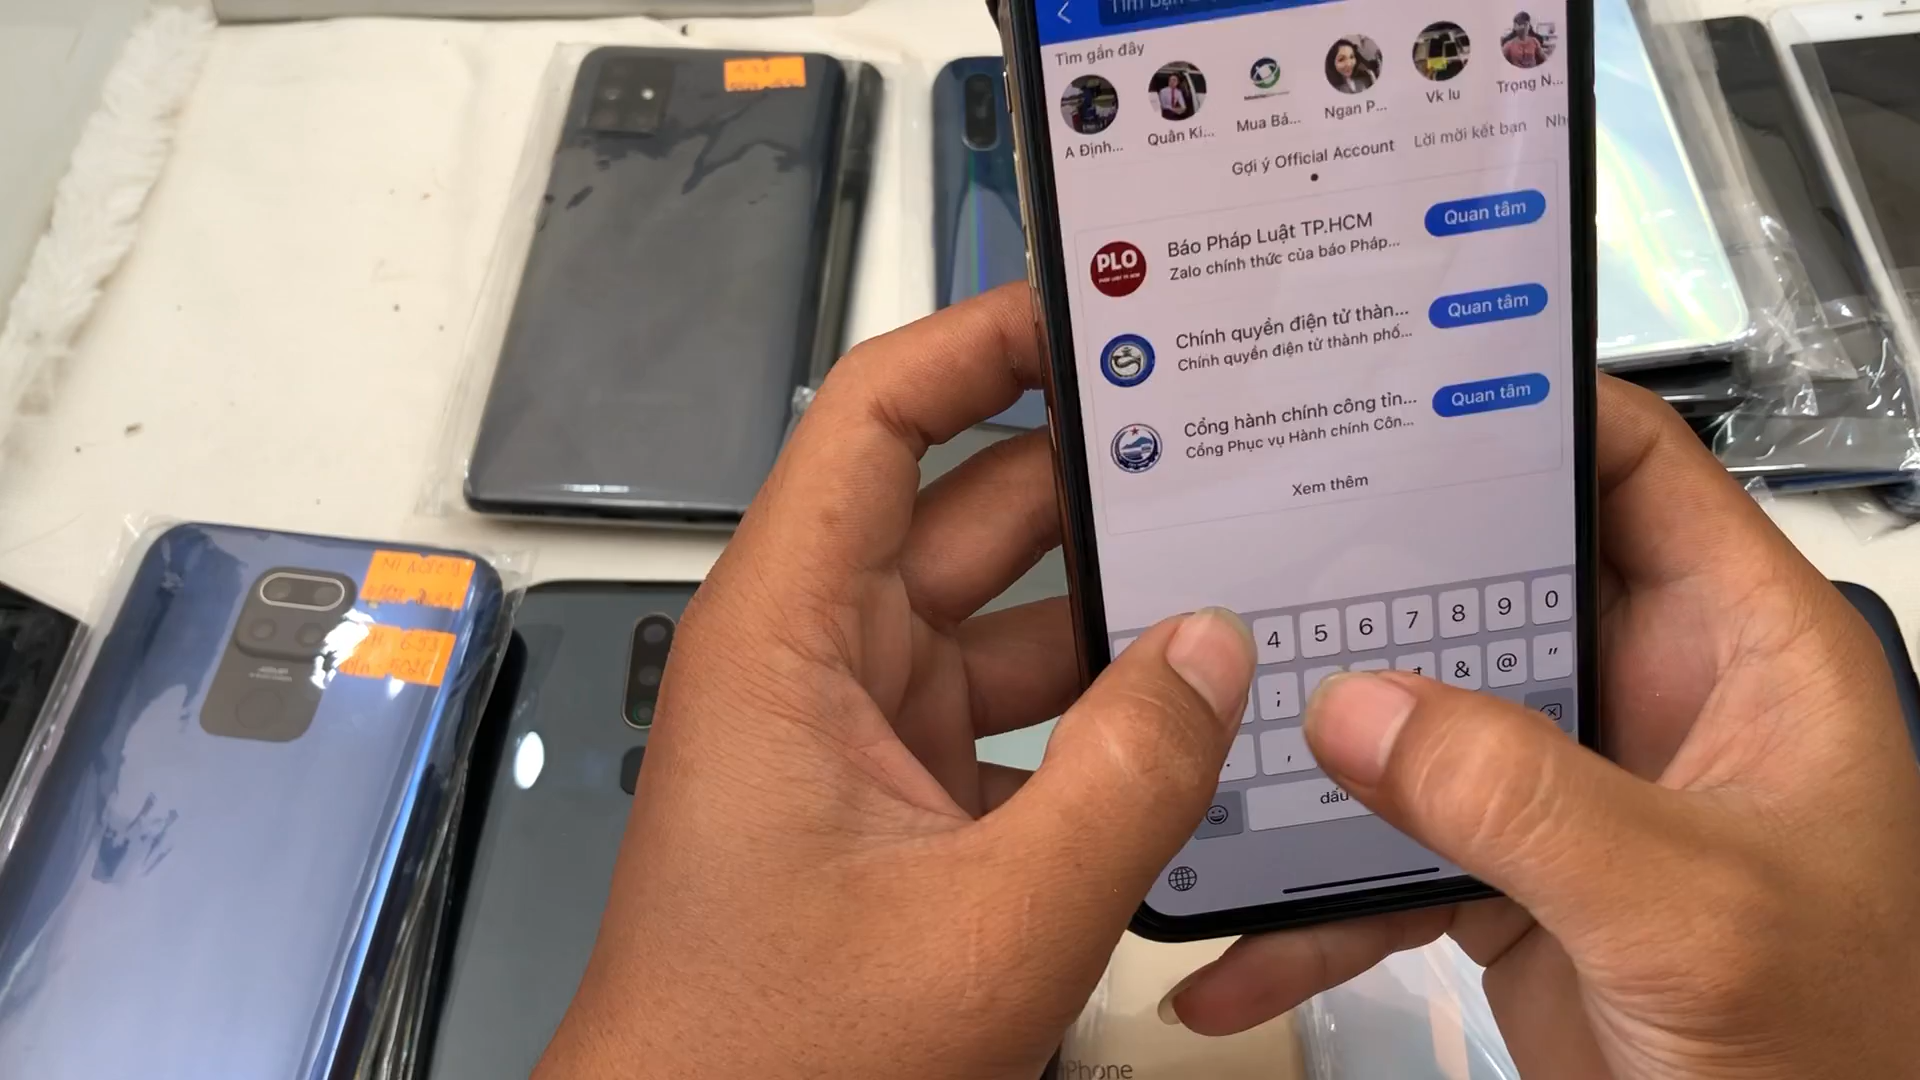 Tìm gần đây
A Định...
Quân Kí...
Mua Bả...
Ngan P...
Vk Iu
Trọng N...
Gợi ý Official Account
Lời mời kết bạn
PLO
Báo Pháp Luật TP.HCM
Zalo chính thức của báo Pháp...
Quan tâm
Chính quyền điện tử thàn...
Chính quyền điện tử thành phố...
Quan tâm
Cổng hành chính công tỉn...
Cổng Phục vụ Hành chính Côn...
Quan tâm
Xem thêm
4 5 6 7 8 9 0
; & @ "
. ,
dấu
iPhone